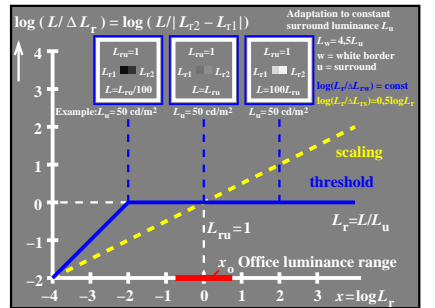 log ( L/ Δ Lr ) = log ( L/ | Lr2 − Lr1 | )
Adaptation to constant
surround luminance Lu
Lw=4,5Lu
w = white border
u = surround
log(Lr/ΔLrw) = const
log(Lr/ΔLrs)=0,5logLr
Lru=1 Lru=1 Lru=1
Lr1 Lr2 Lr1 Lr2 Lr1 Lr2
L=Lru/100 L=Lru L=100Lru
Example: Lu=50 cd/m² Lu=50 cd/m² Lu=50 cd/m²
4
2
scaling
threshold
0
Lru=1
Lr=L/Lu
−1
xo Office luminance range
−2
−4 −3 −2 −1 0 1 2 3
x=logLr